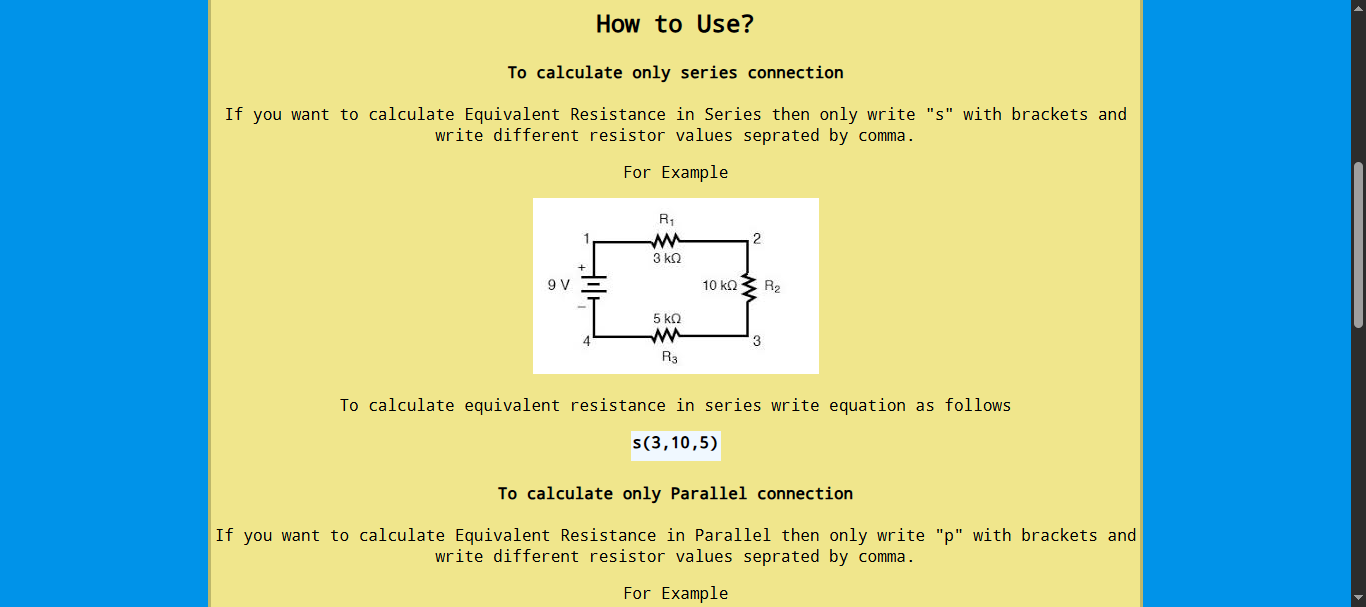 How to Use?
To calculate only series connection
If you want to calculate Equivalent Resistance in Series then only write "s" with brackets and
write different resistor values seprated by comma.
For Example
R₁
1
2
3 kΩ
+
9 V
10 kΩ
R₂
–
5 kΩ
4
3
R₃
To calculate equivalent resistance in series write equation as follows
s(3,10,5)
To calculate only Parallel connection
If you want to calculate Equivalent Resistance in Parallel then only write "p" with brackets and
write different resistor values seprated by comma.
For Example